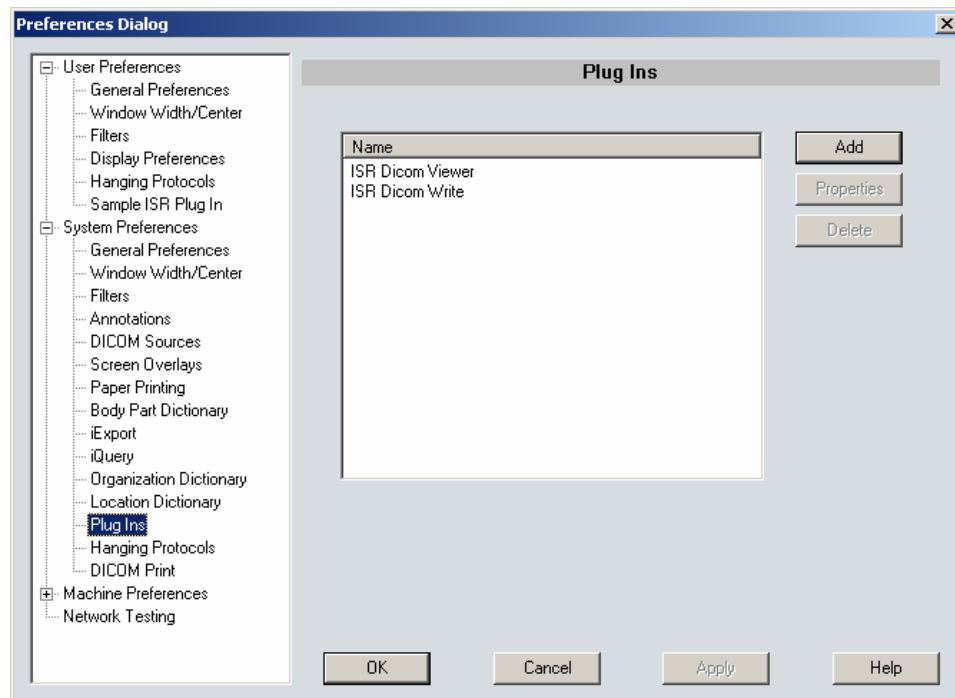 Preferences Dialog
User Preferences
General Preferences
Window Width/Center
Filters
Display Preferences
Hanging Protocols
Sample ISR Plug In
System Preferences
General Preferences
Window Width/Center
Filters
Annotations
DICOM Sources
Screen Overlays
Paper Printing
Body Part Dictionary
iExport
iQuery
Organization Dictionary
Location Dictionary
Plug Ins
Hanging Protocols
DICOM Print
Machine Preferences
Network Testing
Plug Ins
Name
ISR Dicom Viewer
ISR Dicom Write
Add
Properties
Delete
OK
Cancel
Apply
Help